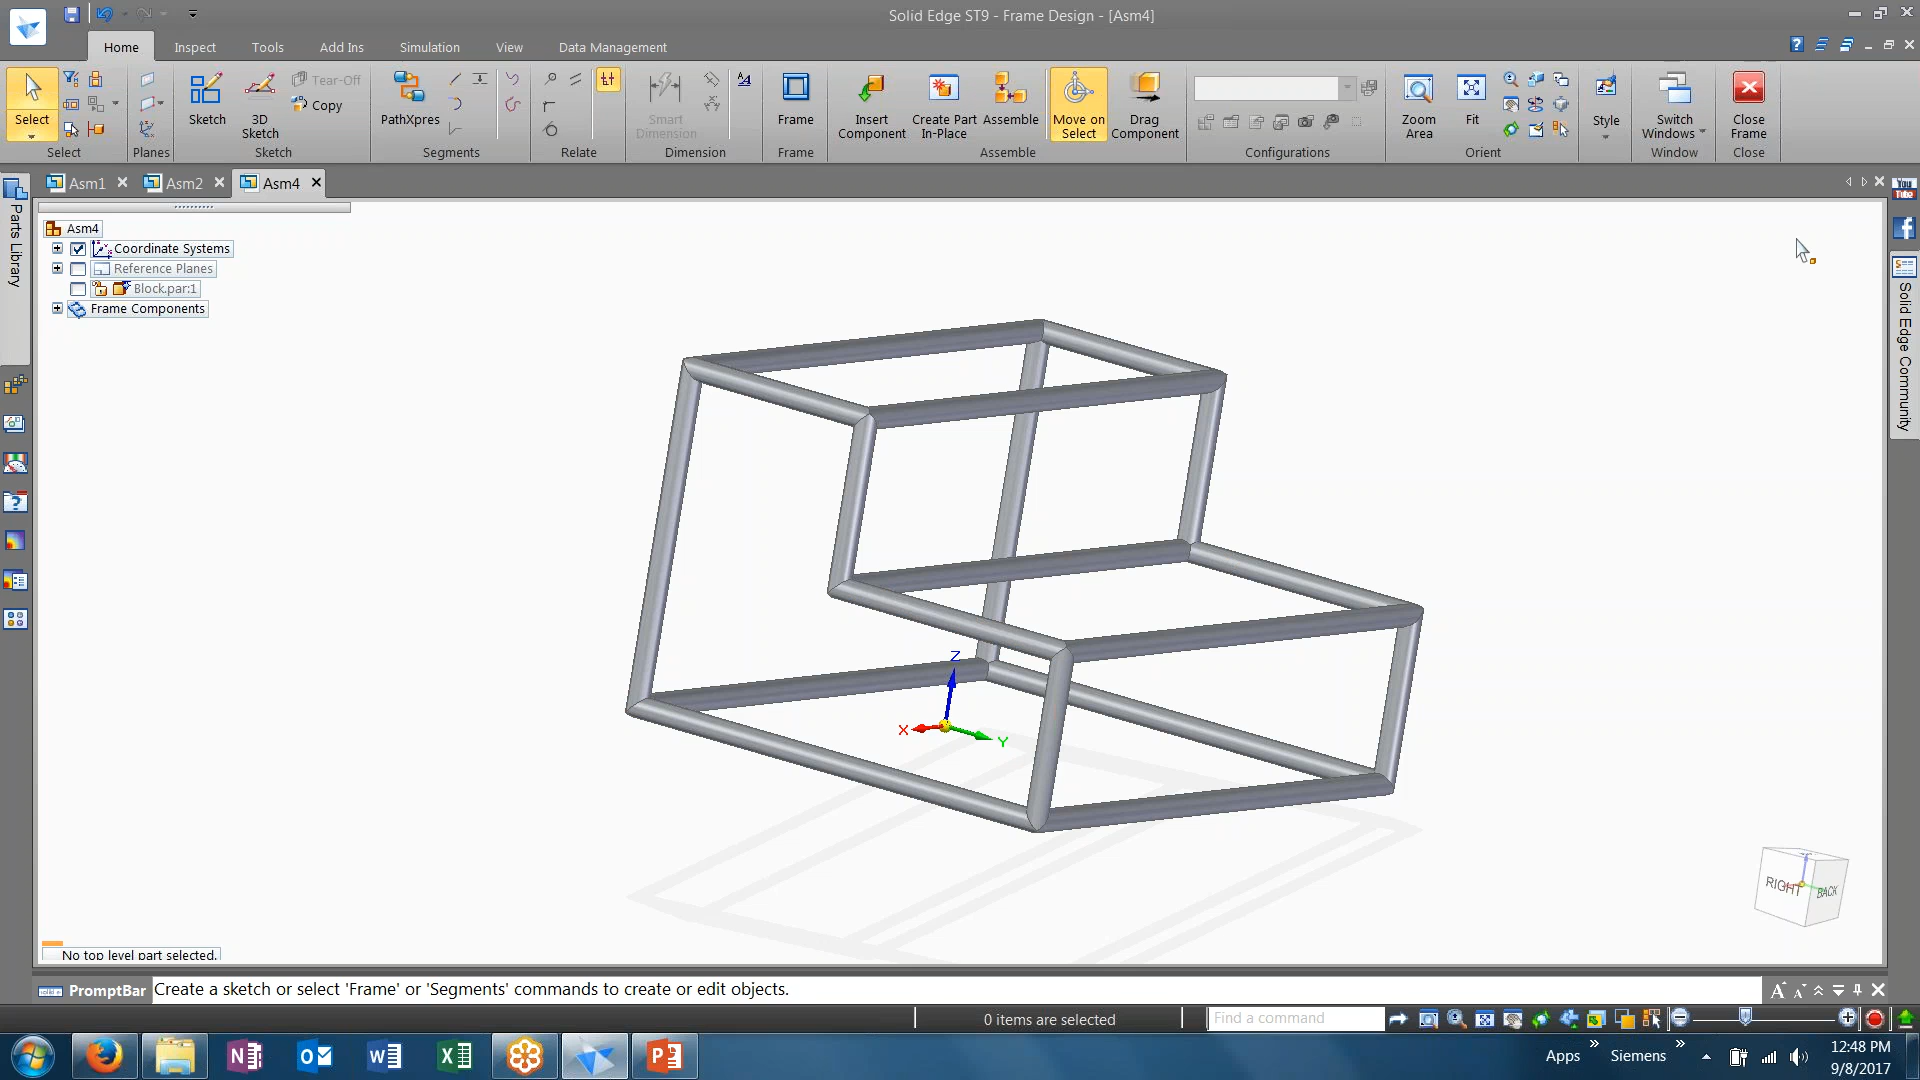 Solid Edge ST9 - Frame Design - [Asm4]
Home Inspect Tools Add Ins Simulation View Data Management
Select
Select
Planes
Sketch
3D Sketch
Tear-Off
Copy
Sketch
PathXpres
Segments
Relate
Smart Dimension
Dimension
Frame
Frame
Insert Component
Create Part In-Place
Assemble
Move on Select
Drag Component
Assemble
Configurations
Zoom Area
Fit
Orient
Style
Switch Windows
Window
Close Frame
Close
Asm1 Asm2 Asm4
Parts Library
Asm4
Coordinate Systems
Reference Planes
Block.par:1
Frame Components
You Tube
Solid Edge Community
Z
X
Y
RIGHT
BACK
No top level part selected.
PromptBar
Create a sketch or select 'Frame' or 'Segments' commands to create or edit objects.
0 items are selected
Find a command
Apps
Siemens
12:48 PM
9/8/2017